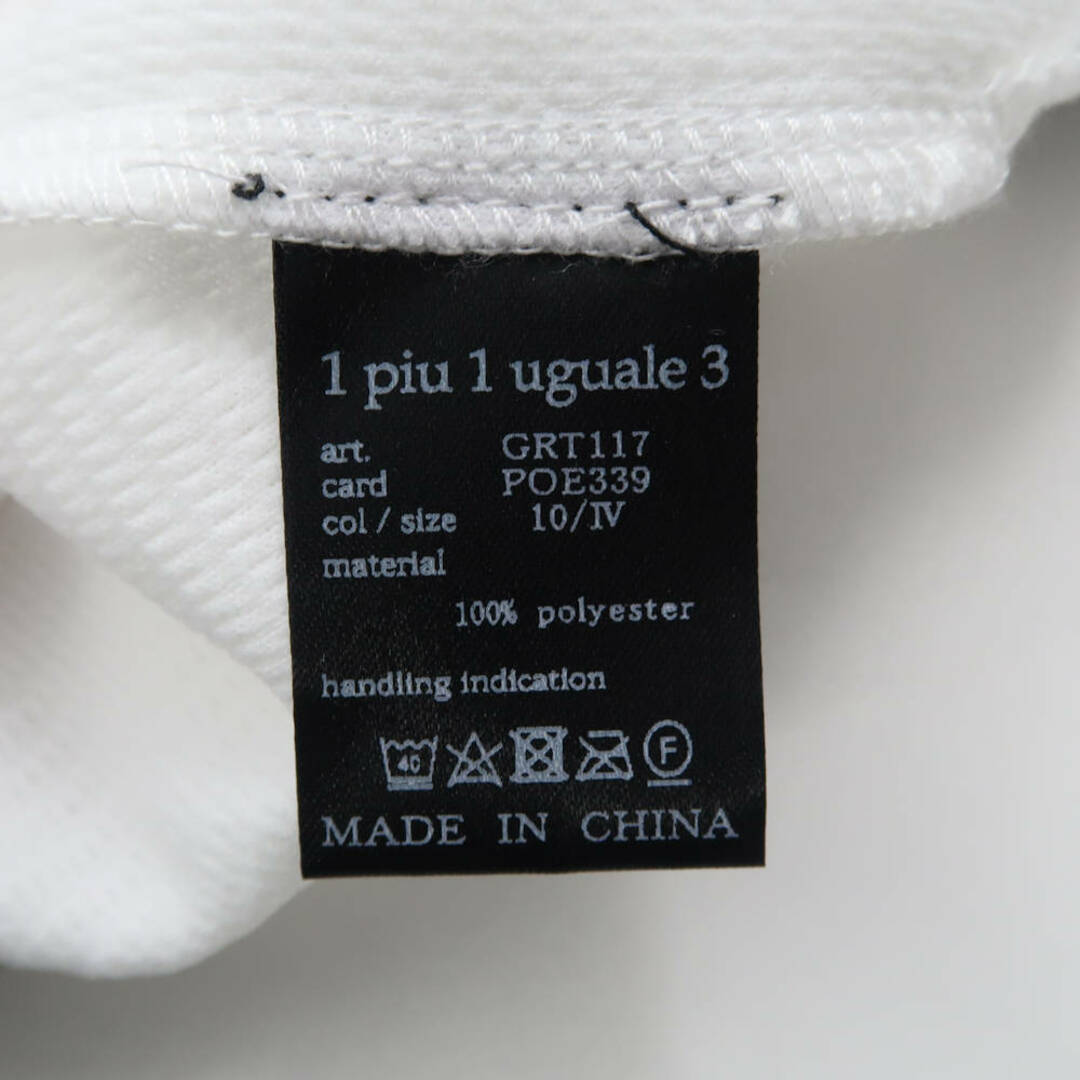 1 piu 1 uguale 3
art. GRT117
card POE339
col / size 10/IV
material
100% polyester
handling indication
40 F
MADE IN CHINA